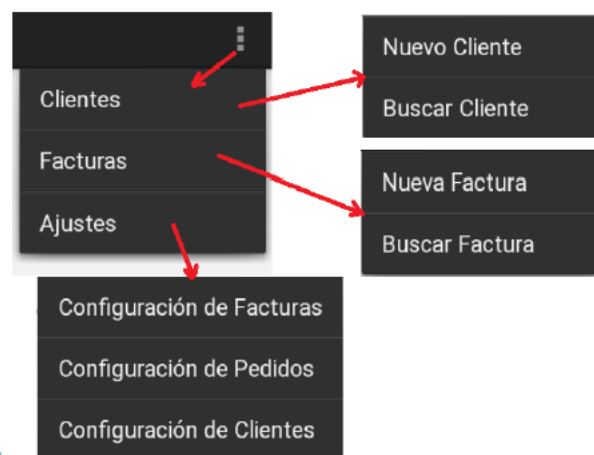 Clientes
Facturas
Ajustes
Nuevo Cliente
Buscar Cliente
Nueva Factura
Buscar Factura
Configuración de Facturas
Configuración de Pedidos
Configuración de Clientes